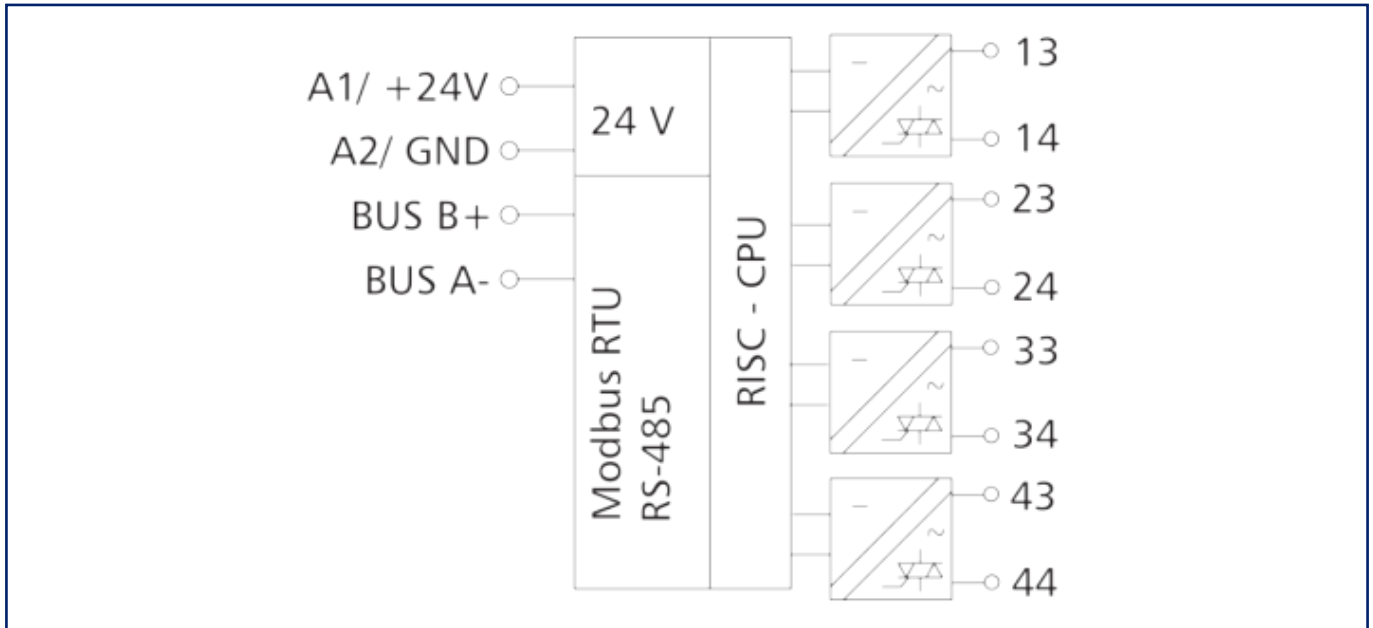 A1/ +24V
A2/ GND
BUS B+
BUS A-
24 V
Modbus RTU
RS-485
RISC - CPU
13
14
23
24
33
34
43
44